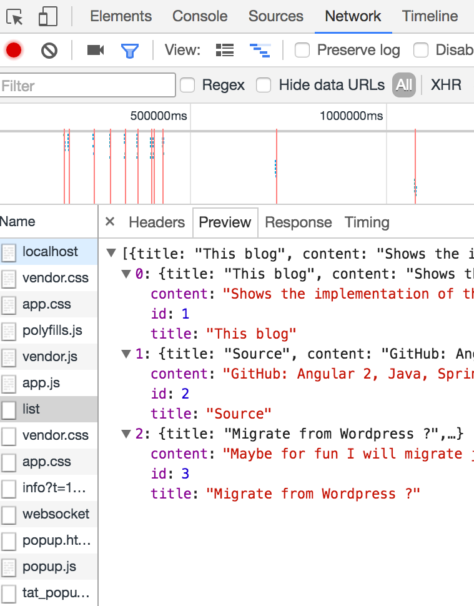 Elements Console Sources Network Timeline
View: Preserve log Disab
Filter Regex Hide data URLs All XHR
500000ms 1000000ms
Name × Headers Preview Response Timing
localhost
vendor.css
app.css
polyfills.js
vendor.js
app.js
list
vendor.css
app.css
info?t=1...
websocket
popup.ht...
popup.js
tat_popu...
▼ [{title: "This blog", content: "Shows the i
▼ 0: {title: "This blog", content: "Shows th
content: "Shows the implementation of th
id: 1
title: "This blog"
▼ 1: {title: "Source", content: "GitHub: An
content: "GitHub: Angular 2, Java, Sprin
id: 2
title: "Source"
▼ 2: {title: "Migrate from Wordpress ?",…}
content: "Maybe for fun I will migrate
id: 3
title: "Migrate from Wordpress ?"